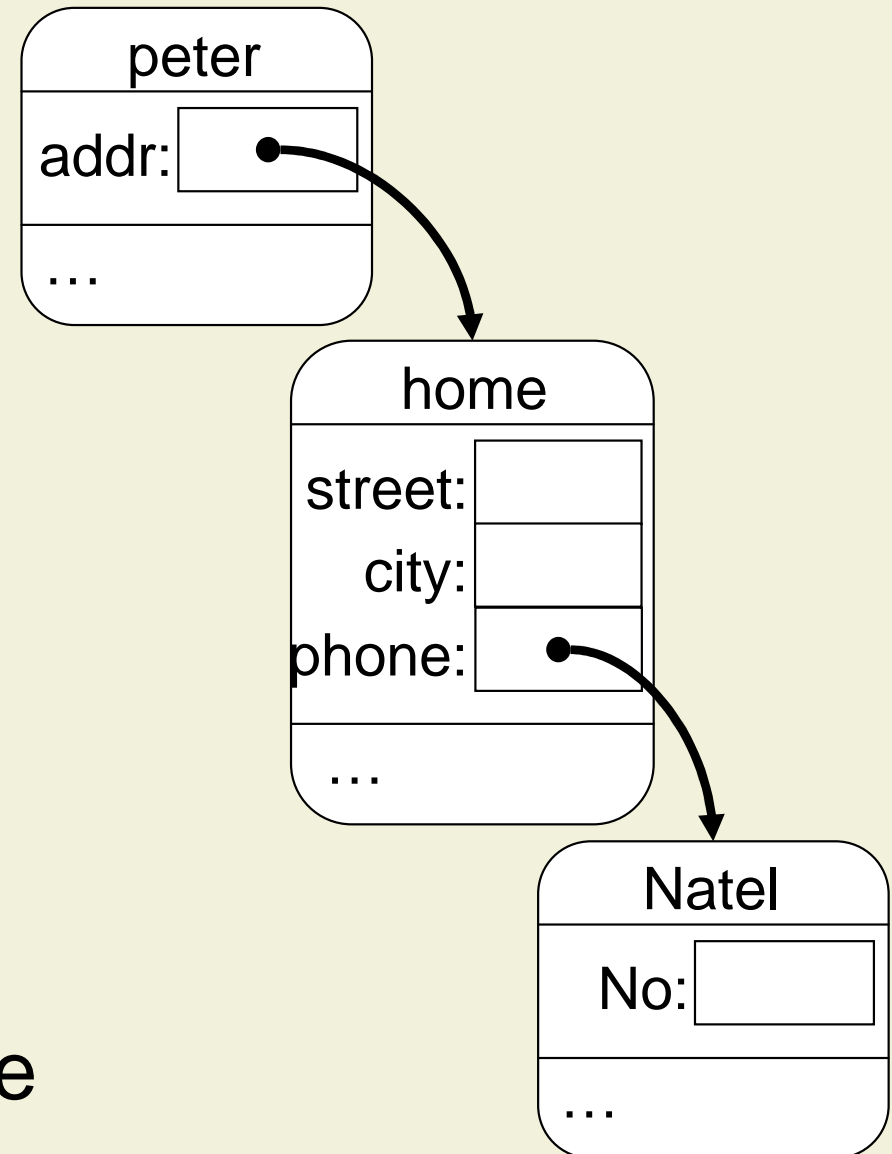 peter
addr:
…
home
street:
city:
phone:
…
Natel
No:
e
…